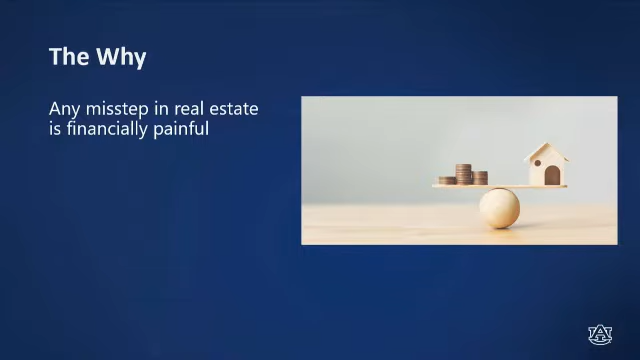 The Why
Any misstep in real estate
is financially painful